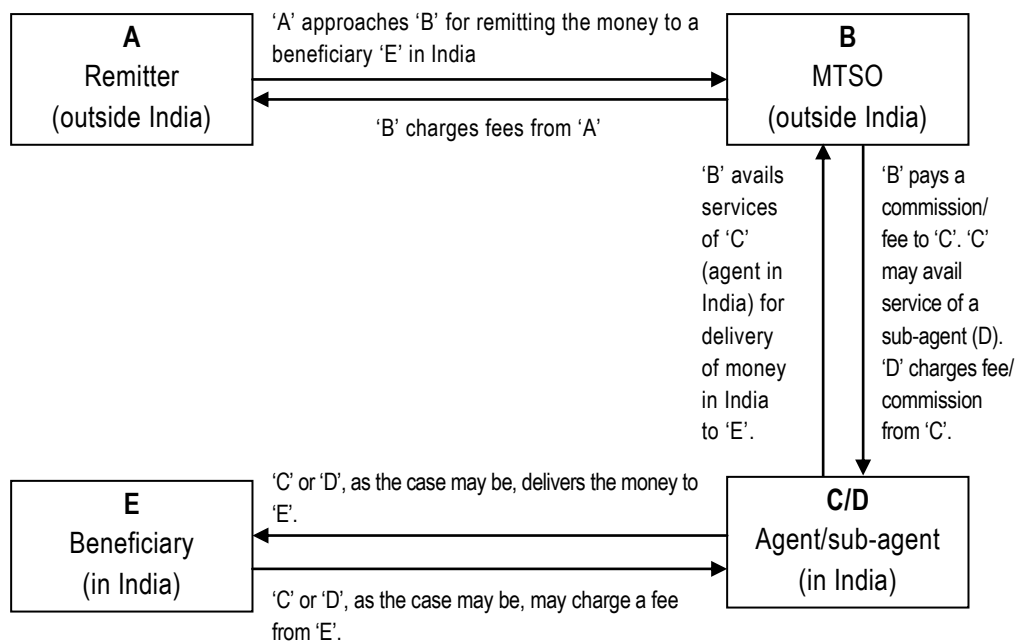 A
Remitter
(outside India)
‘A’ approaches ‘B’ for remitting the money to a
beneficiary ‘E’ in India
‘B’ charges fees from ‘A’
B
MTSO
(outside India)
‘B’ avails
services
of ‘C’
(agent in
India) for
delivery
of money
in India
to ‘E’.
‘B’ pays a
commission/
fee to ‘C’. ‘C’
may avail
service of a
sub-agent (D).
‘D’ charges fee/
commission
from ‘C’.
E
Beneficiary
(in India)
‘C’ or ‘D’, as the case may be, delivers the money to
‘E’.
‘C’ or ‘D’, as the case may be, may charge a fee
from ‘E’.
C/D
Agent/sub-agent
(in India)